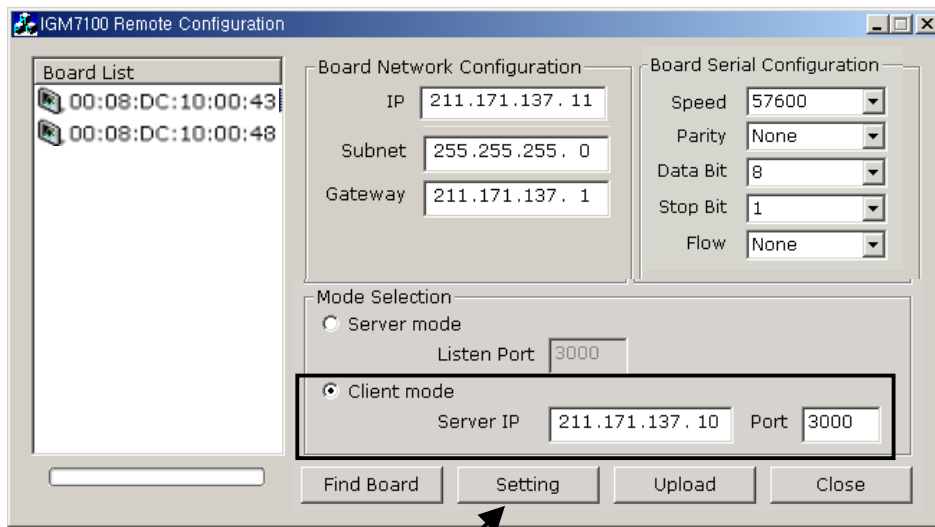 IGM7100 Remote Configuration
Board List
00:08:DC:10:00:43
00:08:DC:10:00:48
Board Network Configuration
IP 211.171.137. 11
Subnet 255.255.255. 0
Gateway 211.171.137. 1
Board Serial Configuration
Speed 57600
Parity None
Data Bit 8
Stop Bit 1
Flow None
Mode Selection
Server mode
Listen Port 3000
Client mode
Server IP 211.171.137. 10 Port 3000
Find Board Setting Upload Close